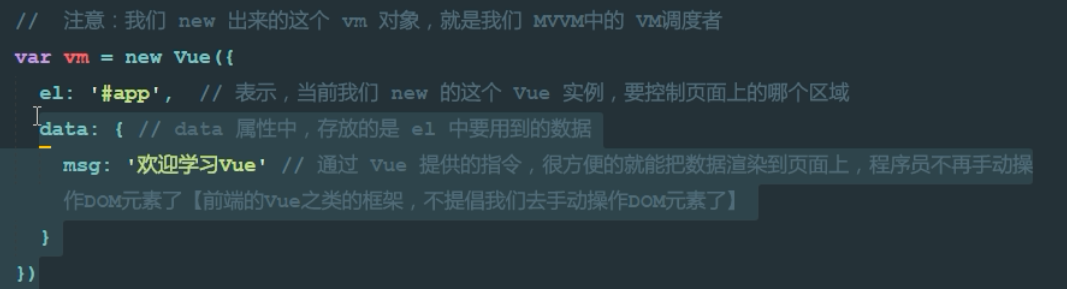 // 注意：我们 new 出来的这个 vm 对象，就是我们 MVVM中的 VM调度者
var vm = new Vue({
el: '#app', // 表示，当前我们 new 的这个 Vue 实例，要控制页面上的哪个区域
data: { // data 属性中，存放的是 el 中要用到的数据
msg: '欢迎学习Vue' // 通过 Vue 提供的指令，很方便的就能把数据渲染到页面上，程序员不再手动操
作DOM元素了【前端的Vue之类的框架，不提倡我们去手动操作DOM元素了】
}
})